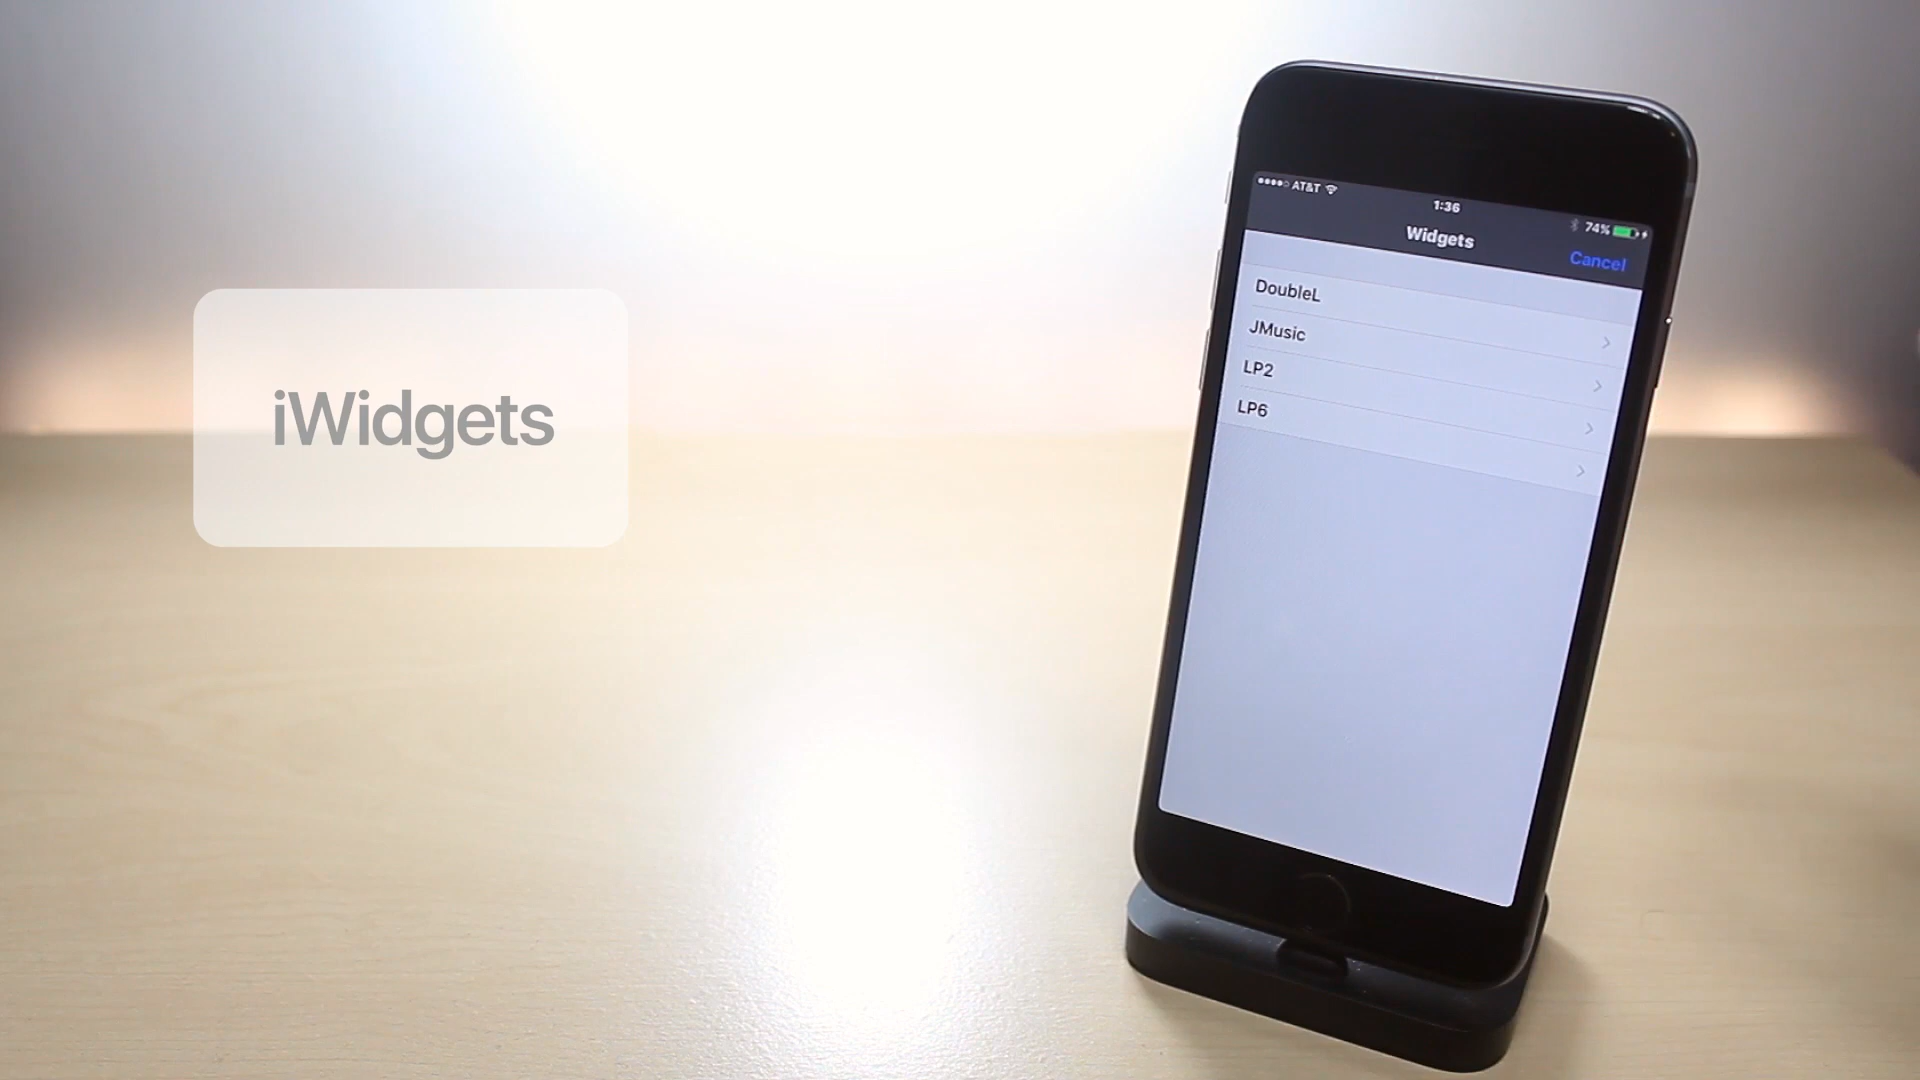 iWidgets
AT&T
1:36
74%
Widgets
Cancel
DoubleL
JMusic
LP2
LP6